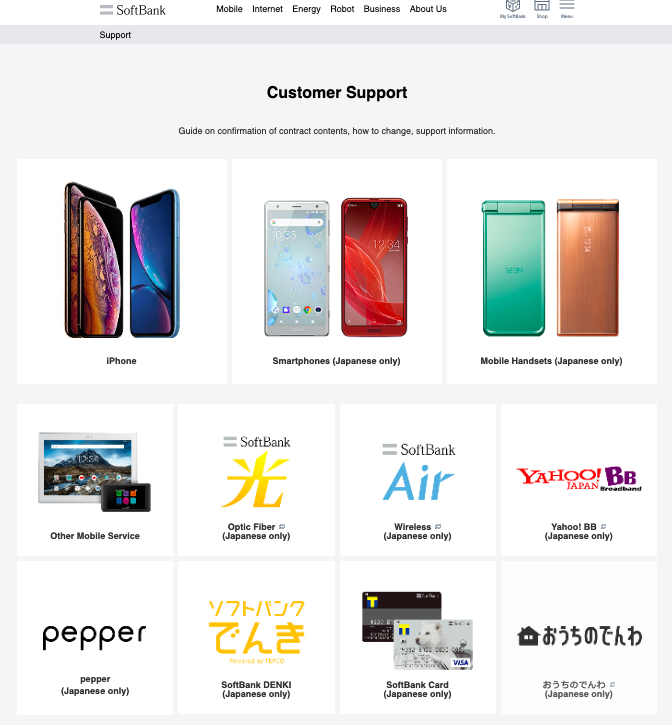 SoftBank
Mobile Internet Energy Robot Business About Us
My SoftBank Shop Menu
Support
Customer Support
Guide on confirmation of contract contents, how to change, support information.
12:34
iPhone
Smartphones (Japanese only)
Mobile Handsets (Japanese only)
SoftBank
光
SoftBank
Air
YAHOO! BB
JAPAN Broadband
Other Mobile Service
Optic Fiber
(Japanese only)
Wireless
(Japanese only)
Yahoo! BB
(Japanese only)
pepper
ソフトバンク
でんき
Powered by TEPCO
T
T
VISA
おうちのでんわ
pepper
(Japanese only)
SoftBank DENKI
(Japanese only)
SoftBank Card
(Japanese only)
おうちのでんわ
(Japanese only)